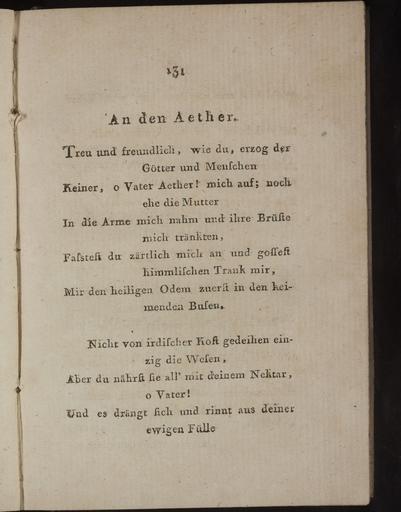 131
An den Aether.
Treu und freundlich, wie du, erzog der
Götter und Menſchen
Keiner, o Vater Aether! mich auf; noch
ehe die Mutter
In die Arme mich nahm und ihre Brüſte
mich tränkten,
Faſsteſt du zärtlich mich an und goſſeſt
himmliſchen Trank mir,
Mir den heiligen Odem zuerſt in den kei-
menden Buſen.
Nicht von irdiſcher Koſt gedeihen ein-
zig die Weſen,
Aber du nährſt ſie all' mit deinem Nektar,
o Vater!
Und es drängt ſich und rinnt aus deiner
ewigen Fülle